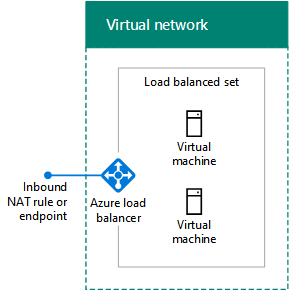 Virtual network
Load balanced set
Virtual
machine
Inbound
NAT rule or
endpoint
Azure load
balancer
Virtual
machine